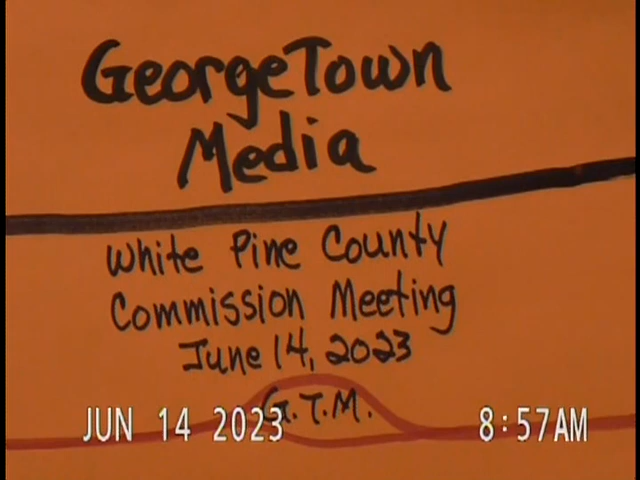 GeorgeTown
Media
White Pine County
Commission Meeting
June 14, 2023
G.T.M.
JUN 14 2023 8:57AM